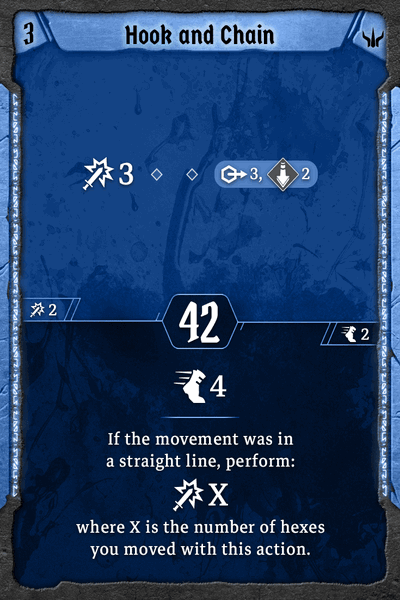 3 Hook and Chain
3 3, 2
2
42
2
4
If the movement was in
a straight line, perform:
X
where X is the number of hexes
you moved with this action.